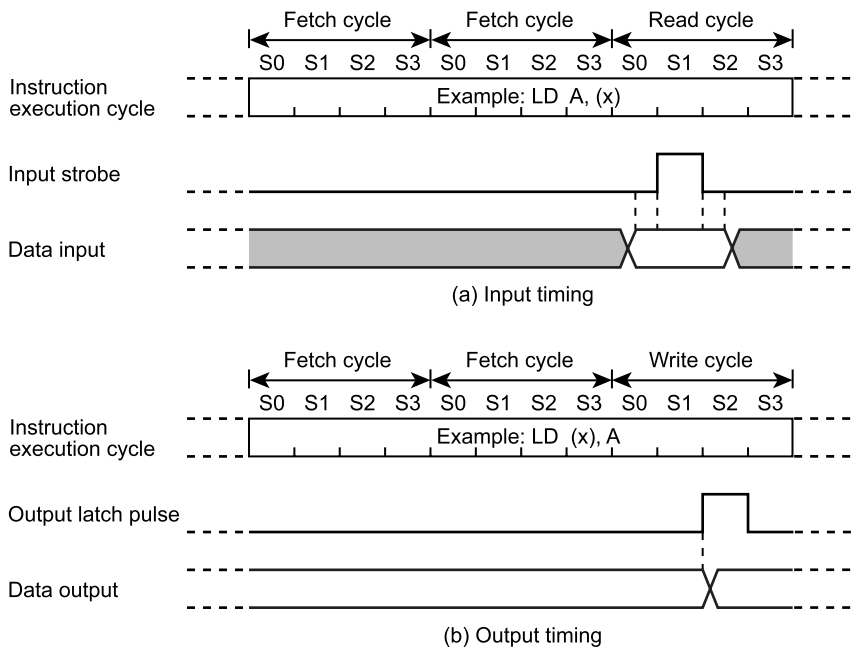 Fetch cycle Fetch cycle Read cycle
S0 S1 S2 S3 S0 S1 S2 S3 S0 S1 S2 S3
Instruction
execution cycle
Example: LD A, (x)
Input strobe
Data input
(a) Input timing
Fetch cycle Fetch cycle Write cycle
S0 S1 S2 S3 S0 S1 S2 S3 S0 S1 S2 S3
Instruction
execution cycle
Example: LD (x), A
Output latch pulse
Data output
(b) Output timing